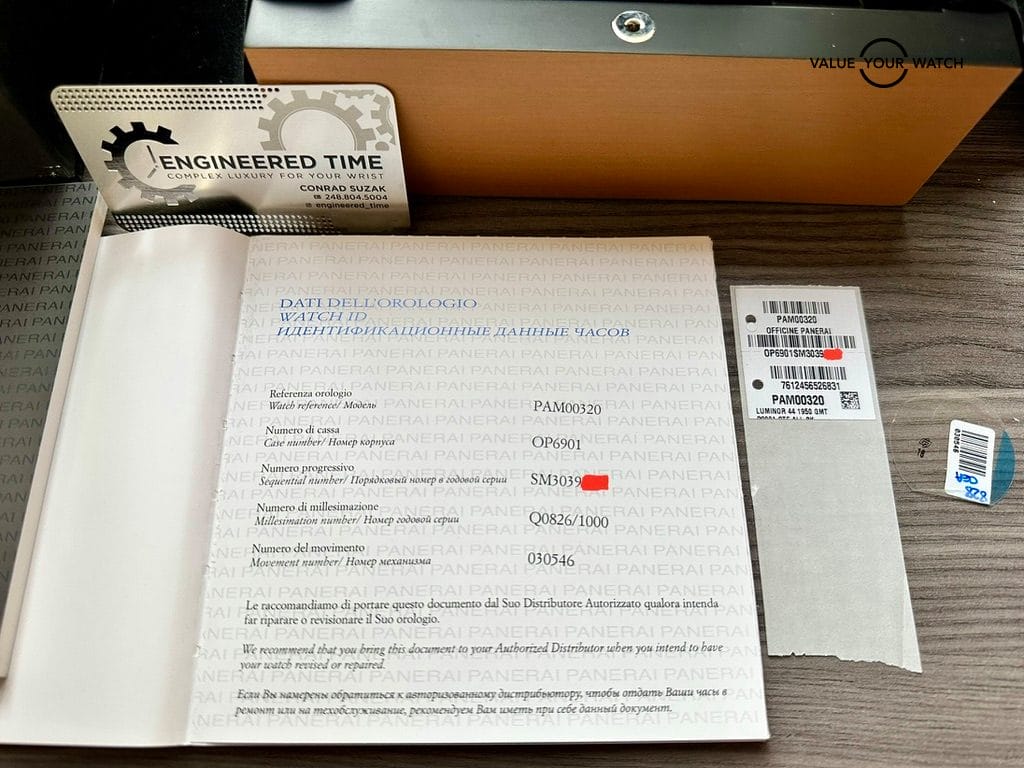 VALUE YOUR WATCH
ENGINEERED TIME
COMPLEX LUXURY FOR YOUR WRIST
CONRAD SUZAK
248.804.5004
engineered_time
DATI DELL'OROLOGIO
WATCH ID
ИДЕНТИФИКАЦИОННЫЕ ДАННЫЕ ЧАСОВ
Referenza orologio
Watch reference/ Модель
PAM00320
Numero di cassa
Case number/ Номер корпуса
OP6901
Numero progressivo
Sequential number/ Порядковый номер в годовой серии
SM3039
Numero di millesimazione
Millesimation number/ Номер годовой серии
Q0826/1000
Numero del movimento
Movement number/ Номер механизма
030546
Le raccomandiamo di portare questo documento dal Suo Distributore Autorizzato qualora intenda
far riparare o revisionare il Suo orologio.
We recommend that you bring this document to your Authorized Distributor when you intend to have
your watch revised or repaired.
Если Вы намерены обратиться к авторизованному дистрибьютору, чтобы отдать Ваши часы в
ремонт или на техобслуживание, рекомендуем Вам иметь при себе данный документ.
PAM00320
OFFICINE PANERAI
OP6901SM3039
7612456526831
PAM00320
LUMINOR 44 1950 GMT
030546
828